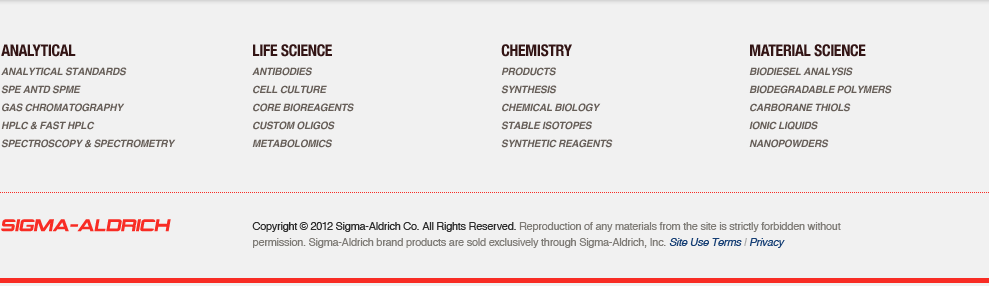 ANALYTICAL
ANALYTICAL STANDARDS
SPE ANTD SPME
GAS CHROMATOGRAPHY
HPLC & FAST HPLC
SPECTROSCOPY & SPECTROMETRY
LIFE SCIENCE
ANTIBODIES
CELL CULTURE
CORE BIOREAGENTS
CUSTOM OLIGOS
METABOLOMICS
CHEMISTRY
PRODUCTS
SYNTHESIS
CHEMICAL BIOLOGY
STABLE ISOTOPES
SYNTHETIC REAGENTS
MATERIAL SCIENCE
BIODIESEL ANALYSIS
BIODEGRADABLE POLYMERS
CARBORANE THIOLS
IONIC LIQUIDS
NANOPOWDERS
SIGMA-ALDRICH
Copyright © 2012 Sigma-Aldrich Co. All Rights Reserved. Reproduction of any materials from the site is strictly forbidden without
permission. Sigma-Aldrich brand products are sold exclusively through Sigma-Aldrich, Inc. Site Use Terms / Privacy